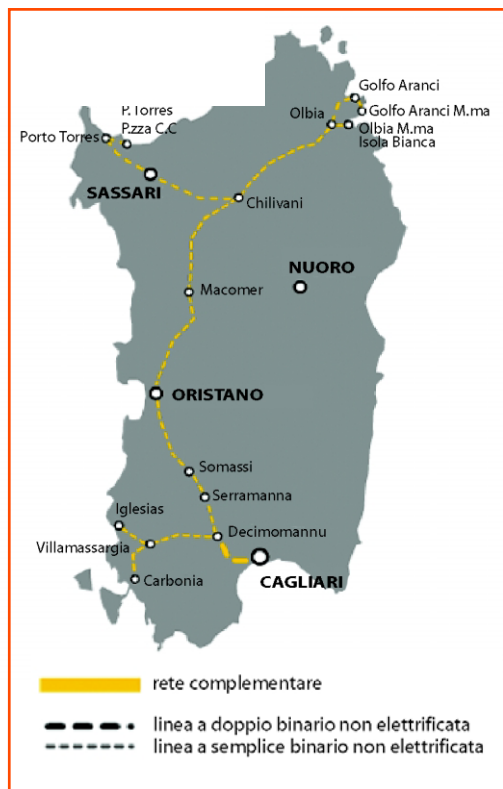 Golfo Aranci
P. Torres
Golfo Aranci M.ma
Olbia
P.zza C.C
Olbia M.ma
Porto Torres
Isola Bianca
SASSARI
Chilivani
NUORO
Macomer
ORISTANO
Somassi
Serramanna
Iglesias
Decimomannu
Villamassargia
Carbonia
CAGLIARI
rete complementare
linea a doppio binario non elettrificata
linea a semplice binario non elettrificata